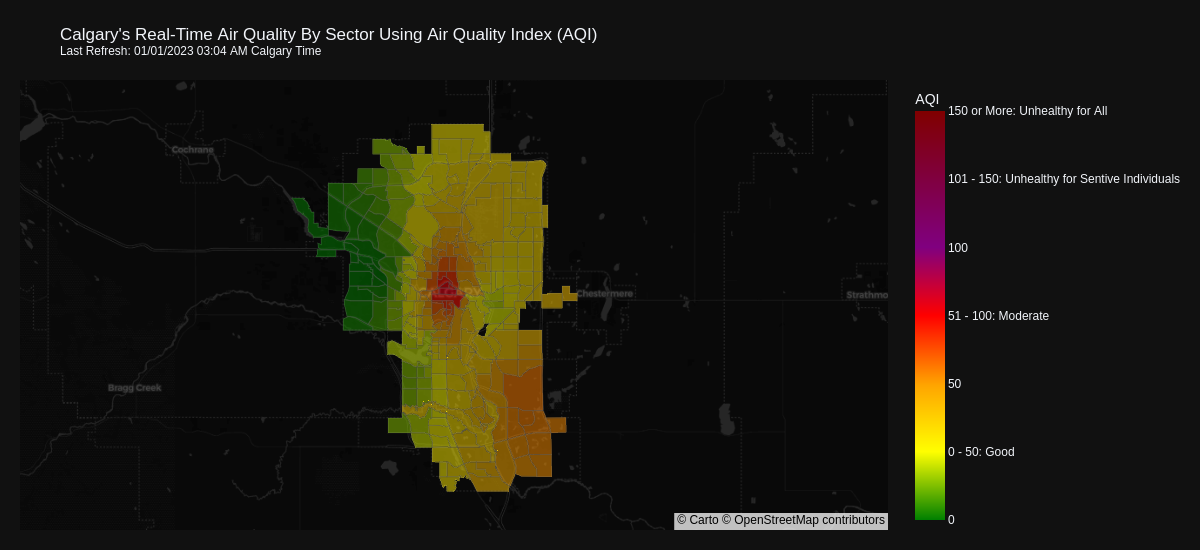 Calgary's Real-Time Air Quality By Sector Using Air Quality Index (AQI)
Last Refresh: 01/01/2023 03:04 AM Calgary Time
AQI
150 or More: Unhealthy for All
Cochrane
101 - 150: Unhealthy for Sentive Individuals
100
Chestermere
Strathmo
51 - 100: Moderate
50
Bragg Creek
0 - 50: Good
© Carto © OpenStreetMap contributors
0